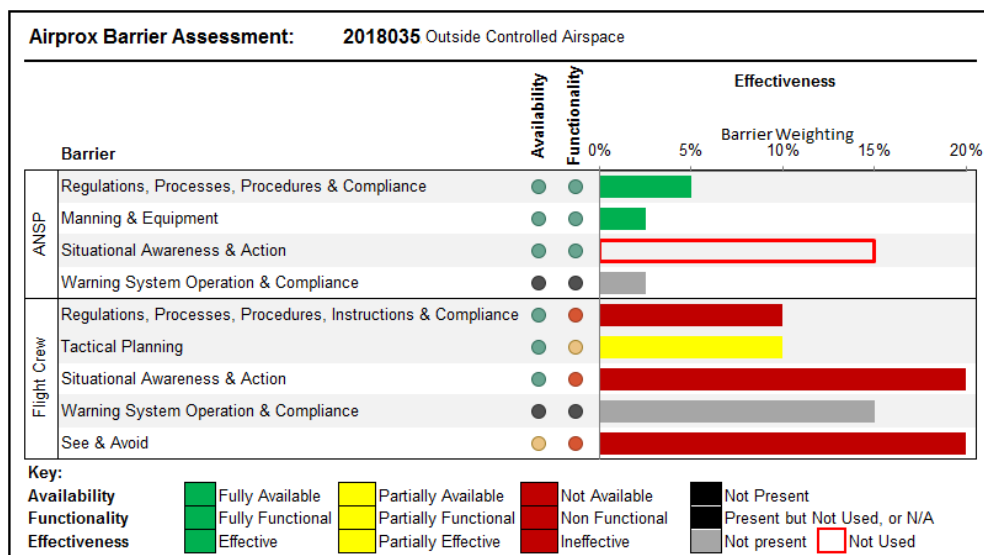 Airprox Barrier Assessment: 2018035 Outside Controlled Airspace
Barrier Availability Functionality Effectiveness
Barrier Weighting
0% 5% 10% 15% 20%
ANSP
Regulations, Processes, Procedures & Compliance
Manning & Equipment
Situational Awareness & Action
Warning System Operation & Compliance
Flight Crew
Regulations, Processes, Procedures, Instructions & Compliance
Tactical Planning
Situational Awareness & Action
Warning System Operation & Compliance
See & Avoid
Key:
Availability Fully Available Partially Available Not Available Not Present
Functionality Fully Functional Partially Functional Non Functional Present but Not Used, or N/A
Effectiveness Effective Partially Effective Ineffective Not present Not Used